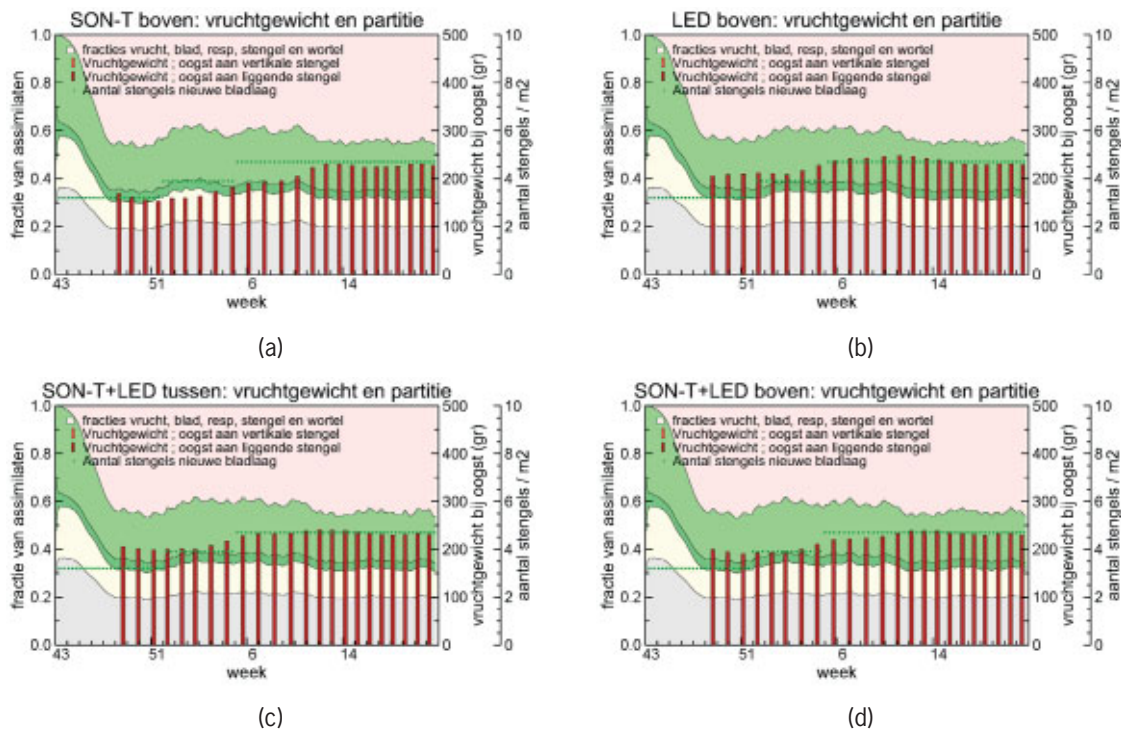 SON-T boven: vruchtgewicht en partitie
fracties vrucht, blad, resp, stengel en wortel
Vruchtgewicht ; oogst aan vertikale stengel
Vruchtgewicht ; oogst aan liggende stengel
Aantal stengels nieuwe bladlaag
fractie van assimilaten
1.0
0.8
0.6
0.4
0.2
0.0
43
51
6
14
week
500
400
300
200
100
0
vruchtgewicht bij oogst (gr)
10
8
6
4
2
0
aantal stengels / m2
(a)
LED boven: vruchtgewicht en partitie
fracties vrucht, blad, resp, stengel en wortel
Vruchtgewicht ; oogst aan vertikale stengel
Vruchtgewicht ; oogst aan liggende stengel
Aantal stengels nieuwe bladlaag
fractie van assimilaten
1.0
0.8
0.6
0.4
0.2
0.0
43
51
6
14
week
500
400
300
200
100
0
vruchtgewicht bij oogst (gr)
10
8
6
4
2
0
aantal stengels / m2
(b)
SON-T+LED tussen: vruchtgewicht en partitie
fracties vrucht, blad, resp, stengel en wortel
Vruchtgewicht ; oogst aan vertikale stengel
Vruchtgewicht ; oogst aan liggende stengel
Aantal stengels nieuwe bladlaag
fractie van assimilaten
1.0
0.8
0.6
0.4
0.2
0.0
43
51
6
14
week
500
400
300
200
100
0
vruchtgewicht bij oogst (gr)
10
8
6
4
2
0
aantal stengels / m2
(c)
SON-T+LED boven: vruchtgewicht en partitie
fracties vrucht, blad, resp, stengel en wortel
Vruchtgewicht ; oogst aan vertikale stengel
Vruchtgewicht ; oogst aan liggende stengel
Aantal stengels nieuwe bladlaag
fractie van assimilaten
1.0
0.8
0.6
0.4
0.2
0.0
43
51
6
14
week
500
400
300
200
100
0
vruchtgewicht bij oogst (gr)
10
8
6
4
2
0
aantal stengels / m2
(d)